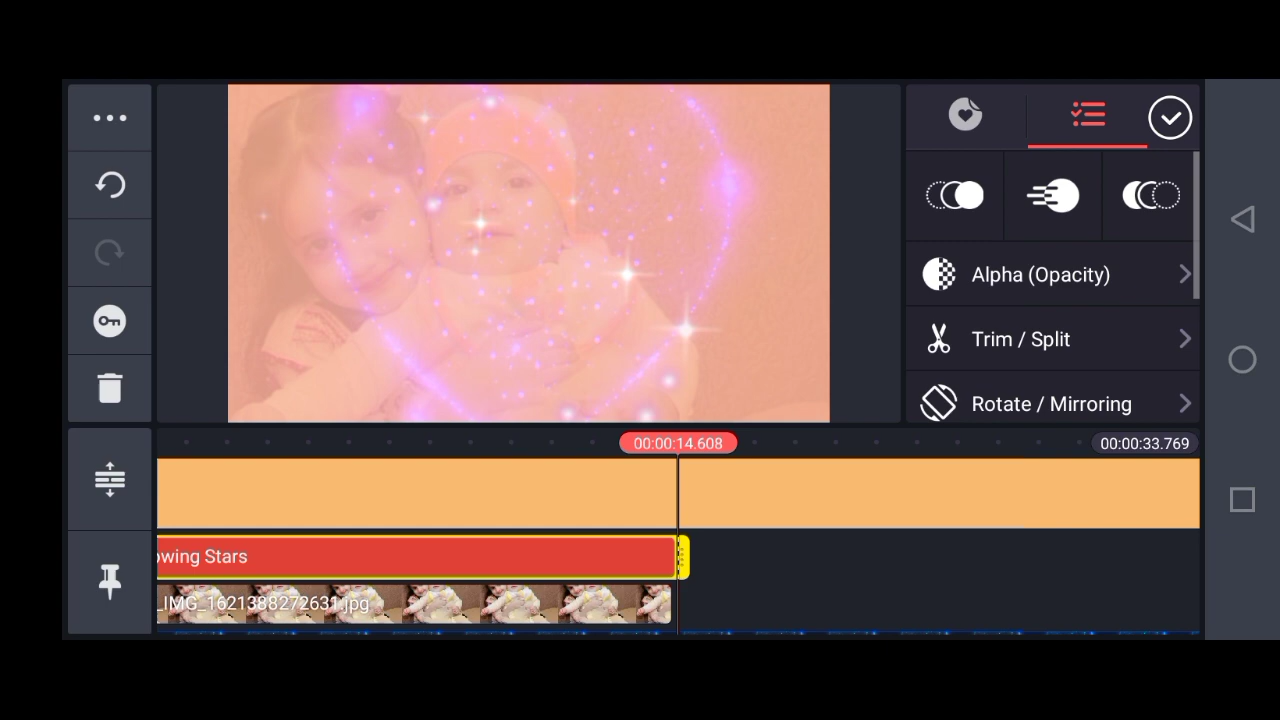 Alpha (Opacity)
Trim / Split
Rotate / Mirroring
00:00:14.608
00:00:33.769
owing Stars
_IMG_1621388272631.jpg